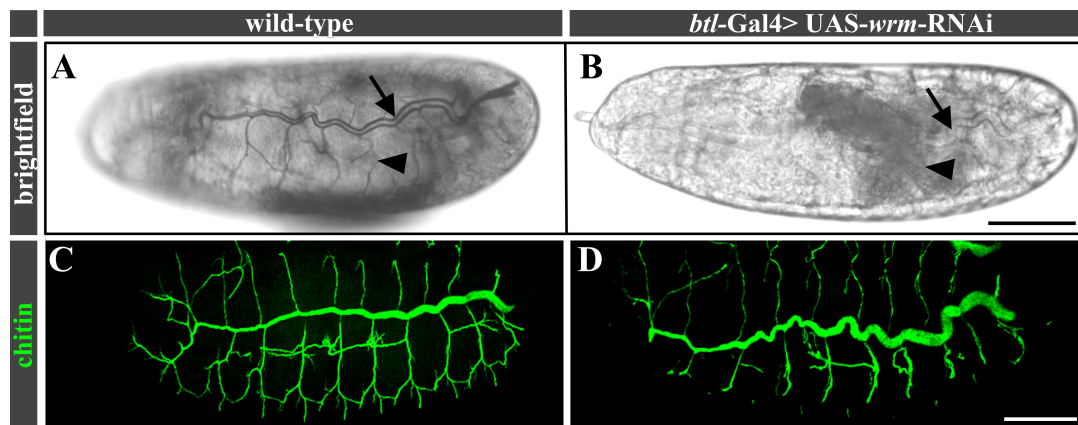 wild-type
btl-Gal4> UAS-wrm-RNAi
brightfield
A
B
chitin
C
D